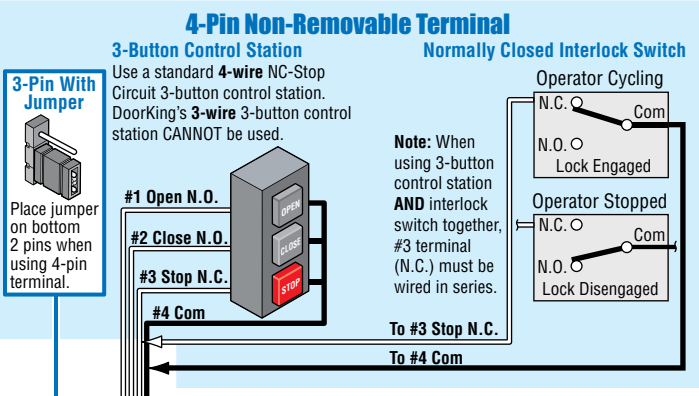 4-Pin Non-Removable Terminal
3-Button Control Station
Use a standard 4-wire NC-Stop
Circuit 3-button control station.
DoorKing's 3-wire 3-button control
station CANNOT be used.
3-Pin With
Jumper
Place jumper
on bottom
2 pins when
using 4-pin
terminal.
#1 Open N.O.
#2 Close N.O.
#3 Stop N.C.
#4 Com
OPEN
CLOSE
STOP
Normally Closed Interlock Switch
Note: When
using 3-button
control station
AND interlock
switch together,
#3 terminal
(N.C.) must be
wired in series.
Operator Cycling
N.C.
Com
N.O.
Lock Engaged
Operator Stopped
N.C.
Com
N.O.
Lock Disengaged
To #3 Stop N.C.
To #4 Com